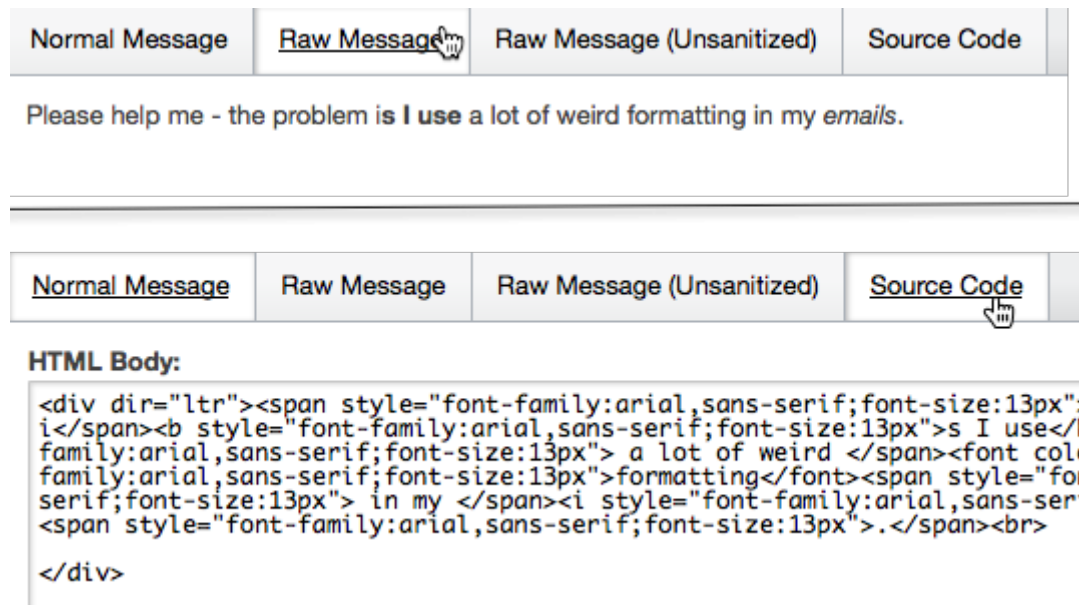 Normal Message Raw Message Raw Message (Unsanitized) Source Code
Please help me - the problem is I use a lot of weird formatting in my emails.
Normal Message Raw Message Raw Message (Unsanitized) Source Code
HTML Body:
<div dir="ltr"><span style="font-family:arial,sans-serif;font-size:13px"
i</span><b style="font-family:arial,sans-serif;font-size:13px">s I use</
family:arial,sans-serif;font-size:13px"> a lot of weird </span><font col
family:arial,sans-serif;font-size:13px">formatting</font><span style="fo
serif;font-size:13px"> in my </span><i style="font-family:arial,sans-ser
<span style="font-family:arial,sans-serif;font-size:13px">.</span><br>
</div>